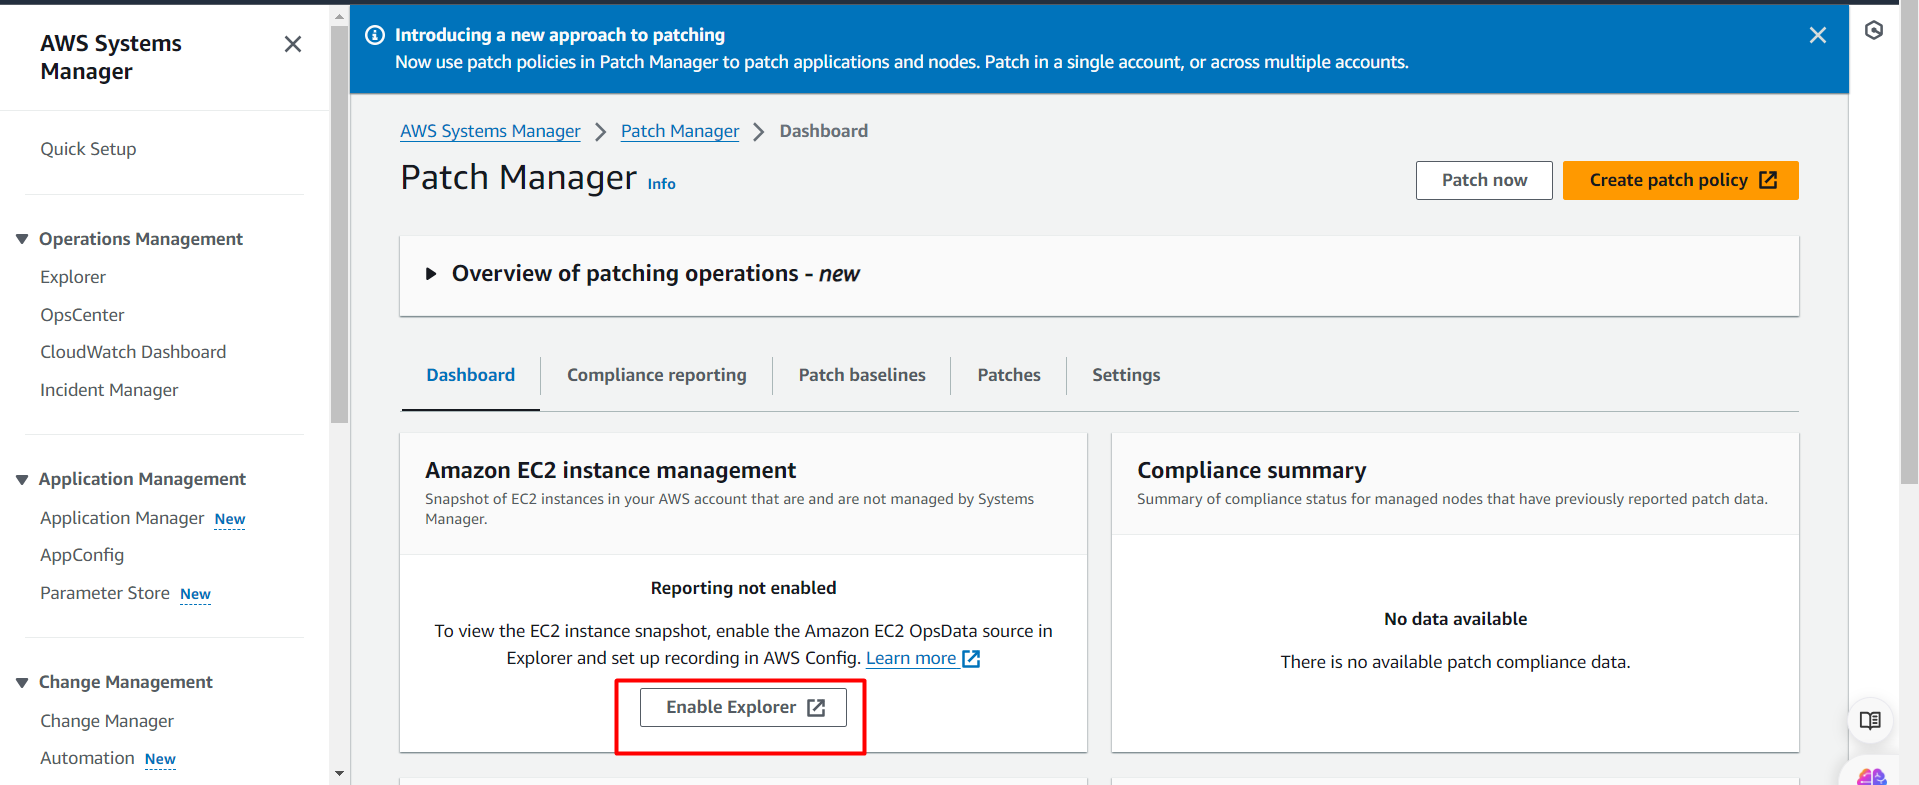 AWS Systems
Manager
Quick Setup
Operations Management
Explorer
OpsCenter
CloudWatch Dashboard
Incident Manager
Application Management
Application Manager New
AppConfig
Parameter Store New
Change Management
Change Manager
Automation New
Introducing a new approach to patching
Now use patch policies in Patch Manager to patch applications and nodes. Patch in a single account, or across multiple accounts.
AWS Systems Manager > Patch Manager > Dashboard
Patch Manager Info
Patch now
Create patch policy
Overview of patching operations - new
Dashboard
Compliance reporting
Patch baselines
Patches
Settings
Amazon EC2 instance management
Snapshot of EC2 instances in your AWS account that are and are not managed by Systems
Manager.
Reporting not enabled
To view the EC2 instance snapshot, enable the Amazon EC2 OpsData source in
Explorer and set up recording in AWS Config. Learn more
Enable Explorer
Compliance summary
Summary of compliance status for managed nodes that have previously reported patch data.
No data available
There is no available patch compliance data.